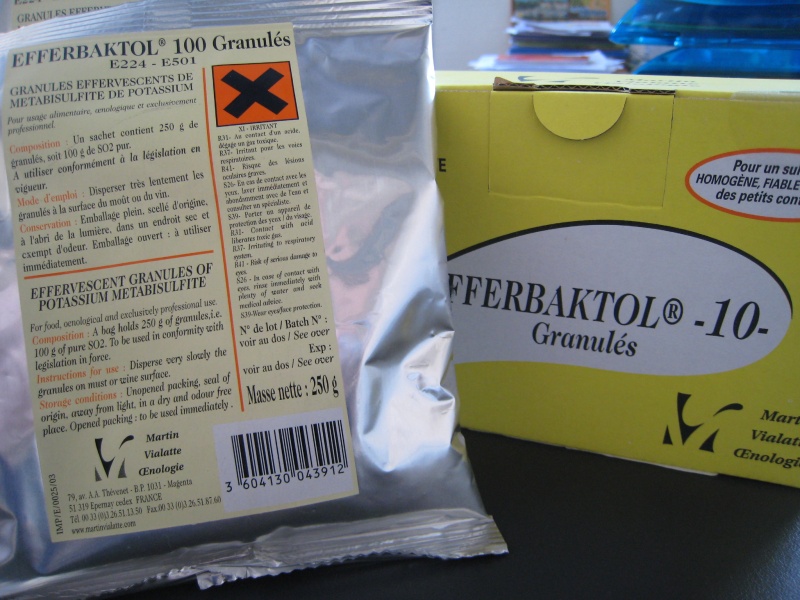 EFFERBAKTOL® 100 Granulés
E224 - E501
GRANULES EFFERVESCENTS DE
METABISULFITE DE POTASSIUM
Pour usage alimentaire, œnologique et exclusivement
professionnel.
Composition : Un sachet contient 250 g de
granulés, soit 100 g de SO2 pur.
A utiliser conformément à la législation en
vigueur.
Mode d'emploi : Disperser très lentement les
granulés à la surface du moût ou du vin.
Conservation : Emballage plein, scellé d'origine,
à l'abri de la lumière, dans un endroit sec et
exempt d'odeur. Emballage ouvert : à utiliser
immédiatement.
EFFERVESCENT GRANULES OF
POTASSIUM METABISULFITE
For food, oenological and exclusively professional use.
Composition : A bag holds 250 g of granules,i.e.
100 g of pure SO2. To be used in conformity with
legislation in force.
Instructions for use : Disperse very slowly the
granules on must or wine surface.
Storage conditions : Unopened packing, seal of
origin, away from light, in a dry and odour free
place. Opened packing : to be used immediately .
XI - IRRITANT
R31- Au contact d'un acide,
dégage un gaz toxique.
R37- Irritant pour les voies
respiratoires.
R41- Risque des lésions
oculaires graves.
S26- En cas de contact avec les
yeux, laver immédiatement et
abondamment avec de l'eau et
consulter un spécialiste.
S39- Porter un appareil de
protection des yeux / du visage.
R31- Contact with acid
liberates toxic gas.
R37- Irritating to respiratory
system.
R41 - Risk of serious damage to
eyes.
S26 - In case of contact with
eyes, rinse immediately with
plenty of water and seek
medical advice.
S39-Wear eye/face protection.
N° de lot / Batch N° :
voir au dos / See over
Exp :
voir au dos / See over
Masse nette : 250 g
Martin
Vialatte
Œnologie
79, av. A.A. Thévenet - B.P. 1031 - Magenta
51 319 Epernay cedex FRANCE
Tel 00 33 (0)3.26.51.13.50 Fax.00 33 (0)3.26.51.87.60
www.martinvialatte.com
IMP/E/0025/03
3 604130 043912
E
Pour un sui
HOMOGÈNE, FIABLE
des petits con
FFERBAKTOL® -10-
Granulés
Mart
Vialat
Œnologi